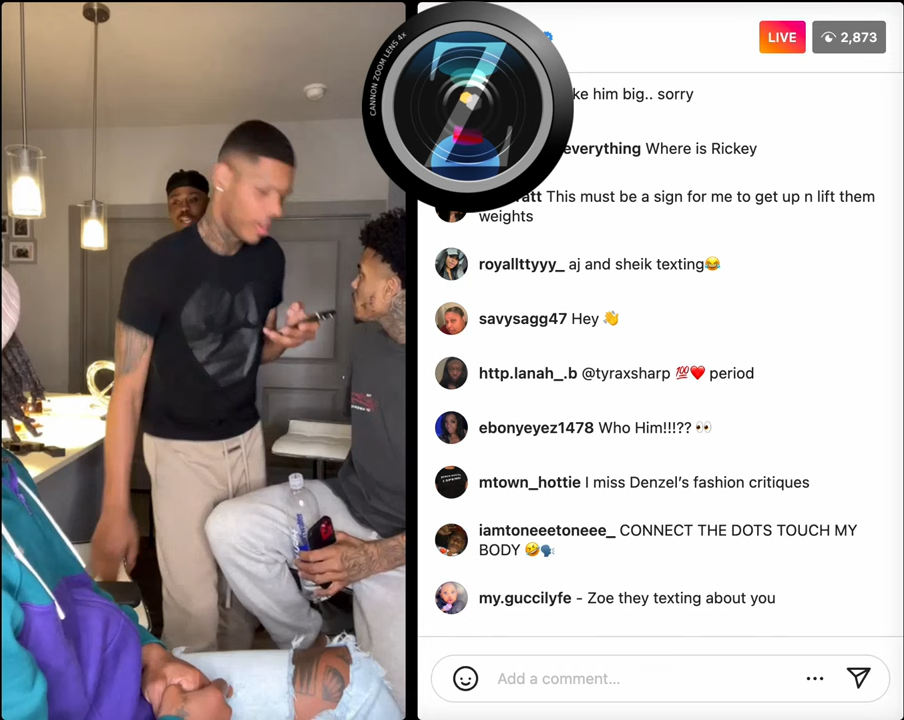 CANNON ZOOM LENS 4x
Z
LIVE
2,873
ke him big.. sorry
everything Where is Rickey
att This must be a sign for me to get up n lift them
weights
royallttyyy_ aj and sheik texting😂
savysagg47 Hey 👋
http.lanah_.b @tyraxsharp 💯❤️ period
ebonyeyez1478 Who Him!!!?? 👀
mtown_hottie I miss Denzel's fashion critiques
iamtoneeetoneee_ CONNECT THE DOTS TOUCH MY
BODY 🤣🗣️
my.guccilyfe - Zoe they texting about you
Add a comment...